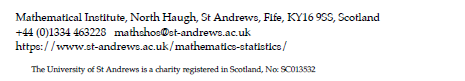 Mathematical Institute, North Haugh, St Andrews, Fife, KY16 9SS, Scotland
+44 (0)1334 463228 mathshos@st-andrews.ac.uk
https://www.st-andrews.ac.uk/mathematics-statistics/
The University of St Andrews is a charity registered in Scotland, No: SC013532